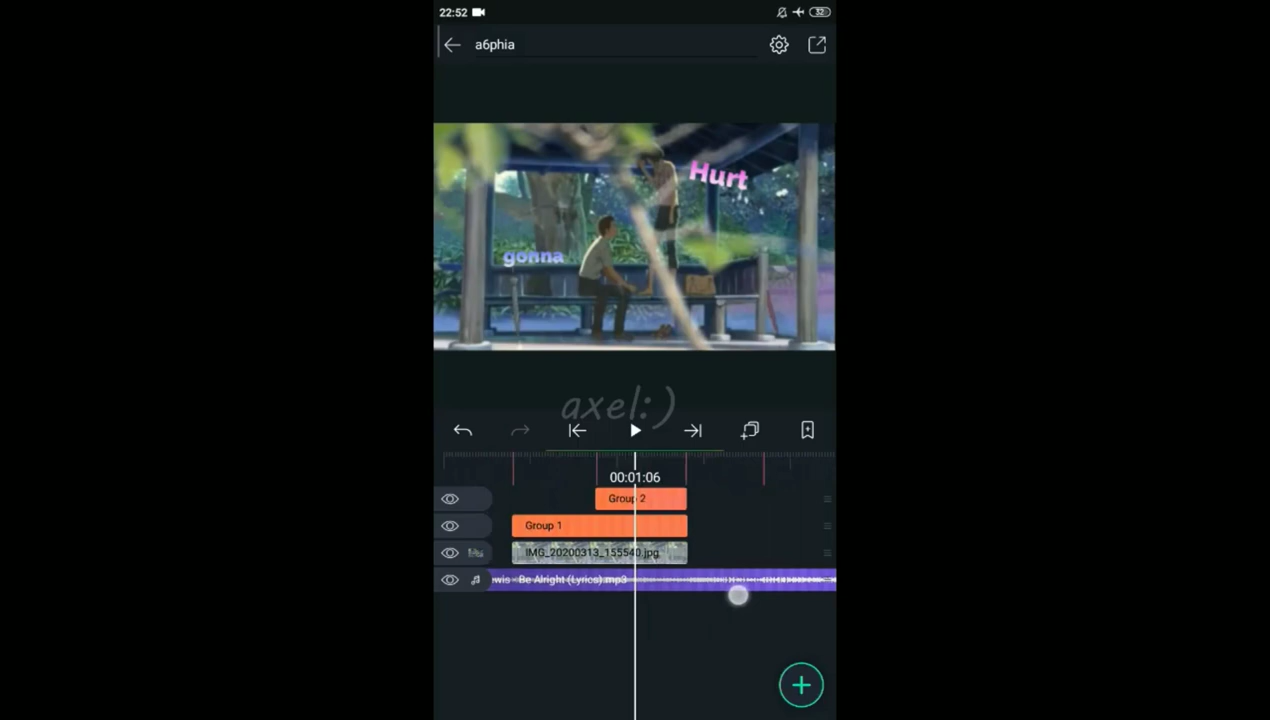 22:52
32
a6phia
Hurt
gonna
axel:)
00:01:06
Group 2
Group 1
IMG_20200313_155540.jpg
wis - Be Alright (Lyrics).mp3